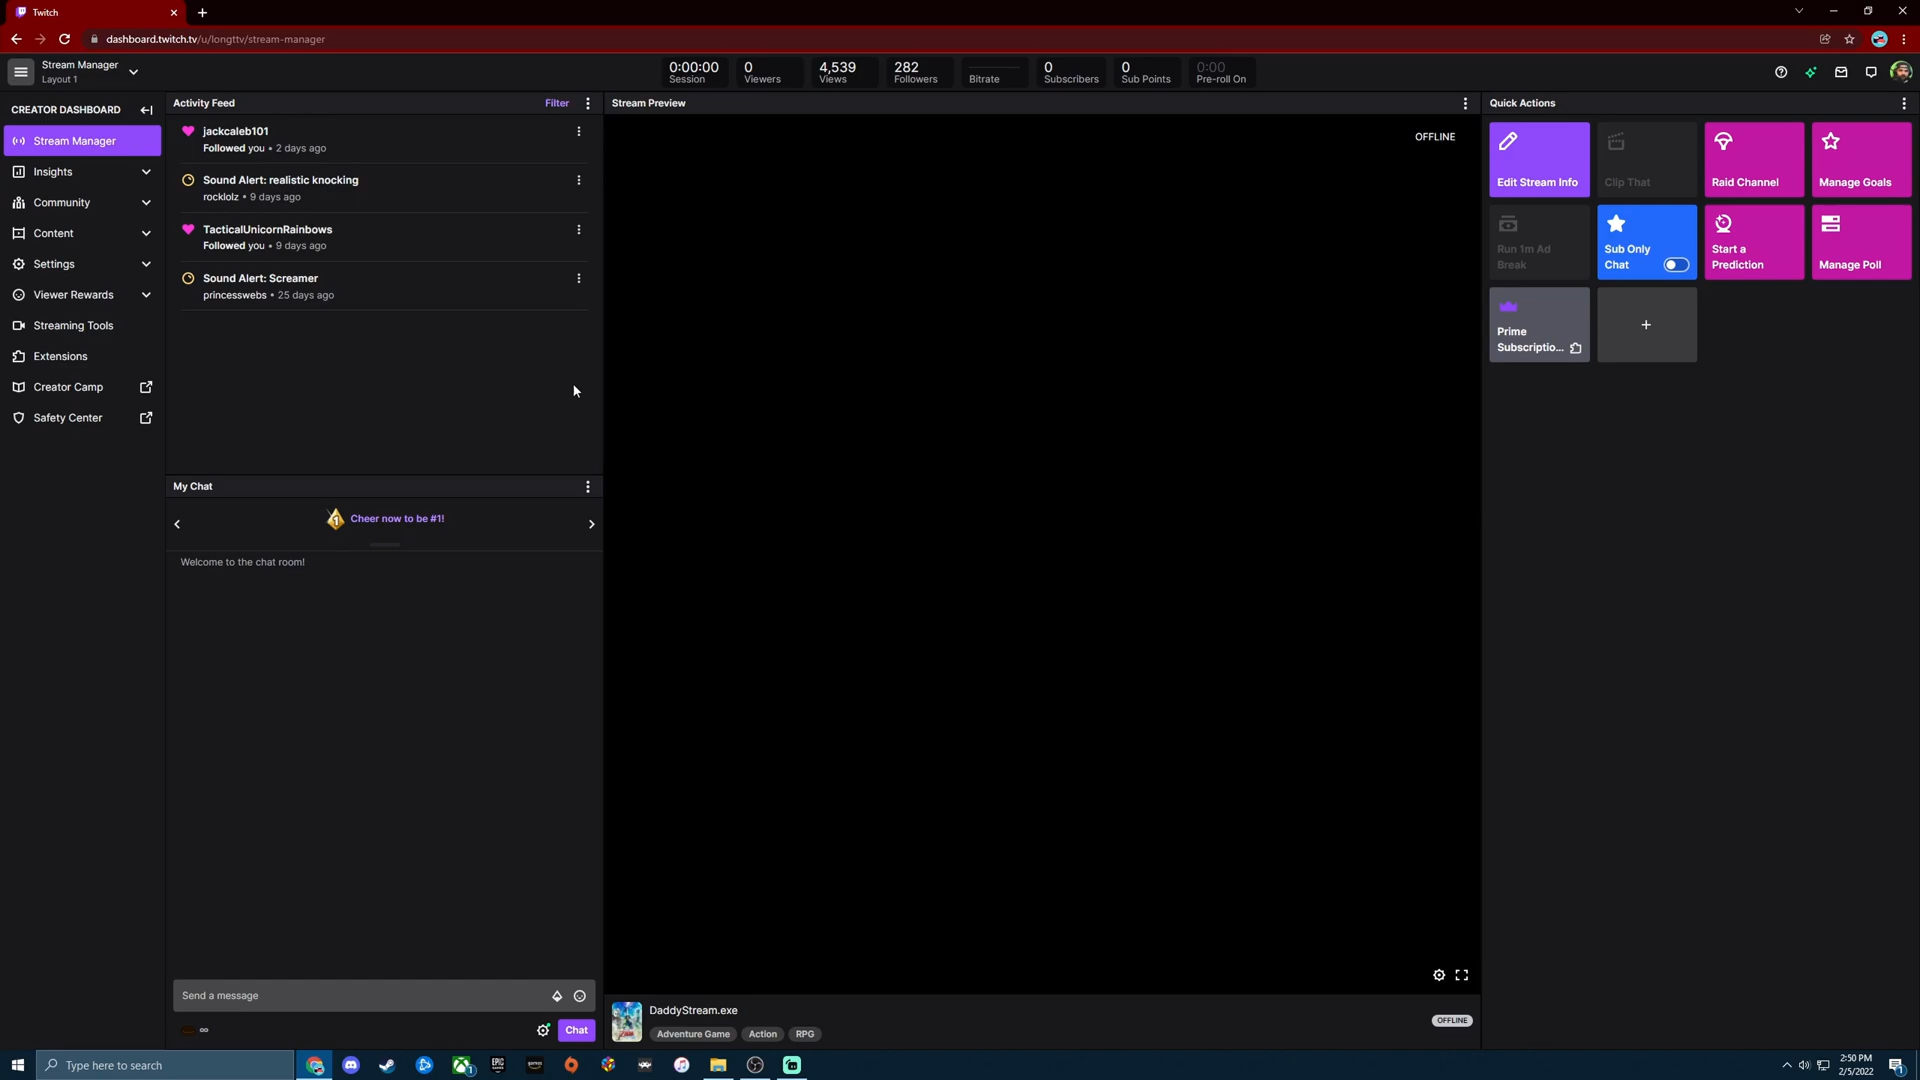 Twitch
dashboard.twitch.tv/u/longttv/stream-manager
Stream Manager
Layout 1
0:00:00
Session
0
Viewers
4,539
Views
282
Followers
Bitrate
0
Subscribers
0
Sub Points
0:00
Pre-roll On
CREATOR DASHBOARD
Stream Manager
Insights
Community
Content
Settings
Viewer Rewards
Streaming Tools
Extensions
Creator Camp
Safety Center
Activity Feed
Filter
jackcaleb101
Followed you • 2 days ago
Sound Alert: realistic knocking
rocklolz • 9 days ago
TacticalUnicornRainbows
Followed you • 9 days ago
Sound Alert: Screamer
princesswebs • 25 days ago
My Chat
1
Cheer now to be #1!
Welcome to the chat room!
Send a message
∞
Chat
Stream Preview
OFFLINE
DaddyStream.exe
Adventure Game
Action
RPG
OFFLINE
Quick Actions
Edit Stream Info
Clip That
Raid Channel
Manage Goals
Run 1m Ad
Break
Sub Only
Chat
Start a
Prediction
Manage Poll
Prime
Subscriptio...
+
Type here to search
2:50 PM
2/5/2022